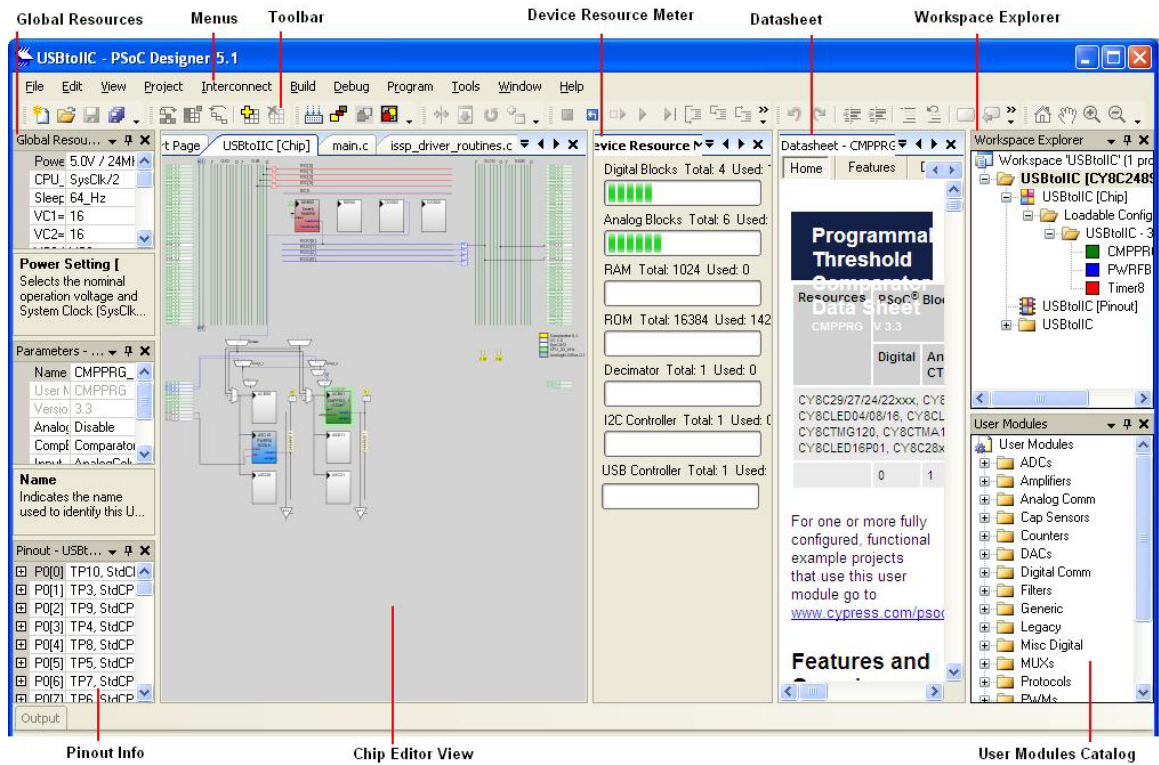 Global Resources
Menus
Toolbar
Device Resource Meter
Datasheet
Workspace Explorer
USBtoIIC - PSoC Designer 5.1
File Edit View Project Interconnect Build Debug Program Tools Window Help
Global Resou...
Powe 5.0V / 24MH
CPU_ SysClk/2
Sleep 64_Hz
VC1= 16
VC2= 16
Power Setting [
Selects the nominal
operation voltage and
System Clock (SysClk...
Parameters - ...
Name CMPPRG_
User N CMPPRG
Versio 3.3
Analog Disable
CompE Comparator
Input AnalogColu
Name
Indicates the name
used to identify this U...
Pinout - USBt...
P0[0] TP10, StdCI
P0[1] TP3, StdCP
P0[2] TP9, StdCP
P0[3] TP4, StdCP
P0[4] TP8, StdCP
P0[5] TP5, StdCP
P0[6] TP7, StdCP
P0[7] TP6, StdCP
Output
rt Page
USBtoIIC [Chip]
main.c
issp_driver_routines.c
evice Resource M
Digital Blocks Total: 4 Used:
Analog Blocks Total: 6 Used:
RAM Total: 1024 Used: 0
ROM Total: 16384 Used: 142
Decimator Total: 1 Used: 0
I2C Controller Total: 1 Used: 0
USB Controller Total: 1 Used:
Datasheet - CMPPRG
Home Features
Programmal
Threshold
Comparator
Data Sheet
CMPPRG V 3.3
Resources PSoC® Bloc
Digital An
CT
CY8C29/27/24/22xxx, CY8
CY8CLED04/08/16, CY8CL
CY8CTMG120, CY8CTMA1
CY8CLED16P01, CY8C28x
0 1
For one or more fully
configured, functional
example projects
that use this user
module go to
www.cypress.com/psoc
Features and
Workspace Explorer
Workspace 'USBtoIIC' (1 pro
USBtoIIC [CY8C2489
USBtoIIC [Chip]
Loadable Config
USBtoIIC - 3
CMPPRG
PWRFB
Timer8
USBtoIIC [Pinout]
USBtoIIC
User Modules
User Modules
ADCs
Amplifiers
Analog Comm
Cap Sensors
Counters
DACs
Digital Comm
Filters
Generic
Legacy
Misc Digital
MUXs
Protocols
PWMs
Pinout Info
Chip Editor View
User Modules Catalog